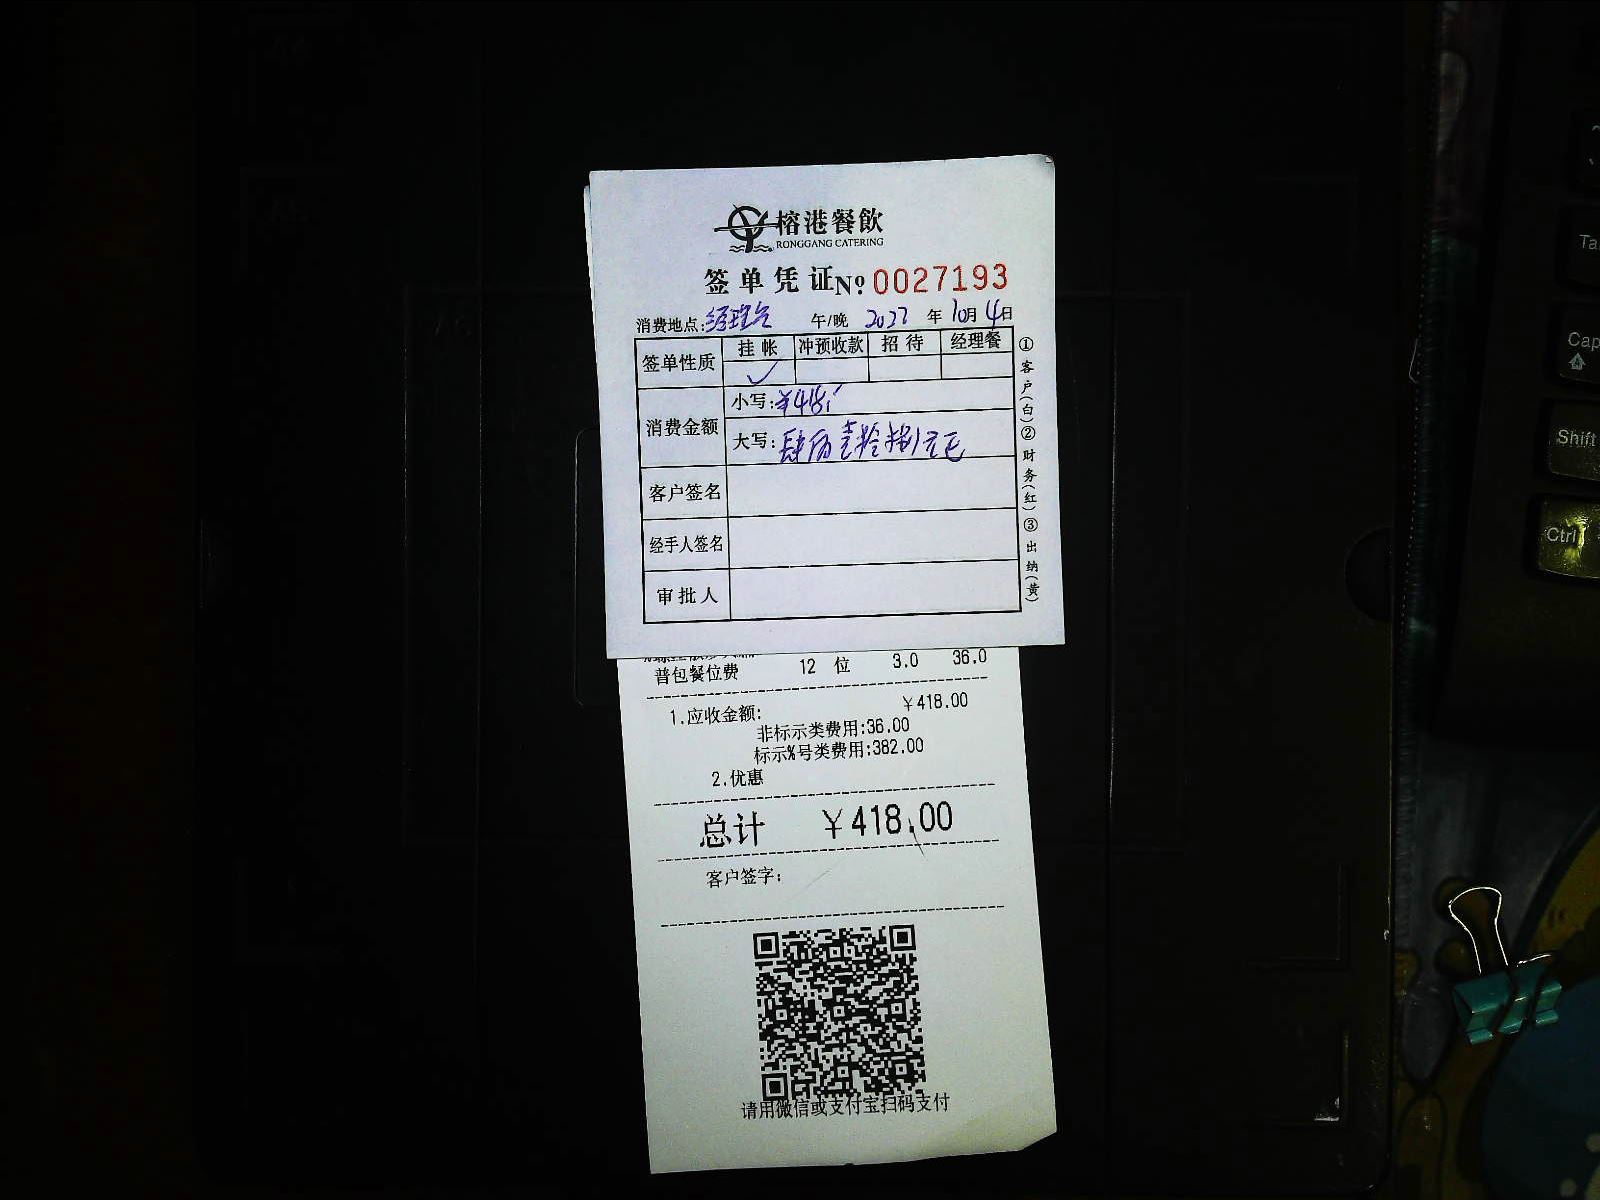 榕港餐飲
RONGGANG CATERING
签单凭证 № 0027193
消费地点: 午/晚 2022 年 10月 4日
签单性质 挂帐 冲预收款 招待 经理餐
✓
消费金额 小写:¥418
大写:肆佰壹拾捌元
客户签名
经手人签名
审批人
①客户(白)②财务(红)③出纳(黄)
普包餐位费 12 位 3.0 36.0
1.应收金额: ¥418.00
非标示类费用:36.00
标示%号类费用:382.00
2.优惠
总计 ¥418.00
客户签字:
请用微信或支付宝扫码支付
Cap
Shift
Ctrl